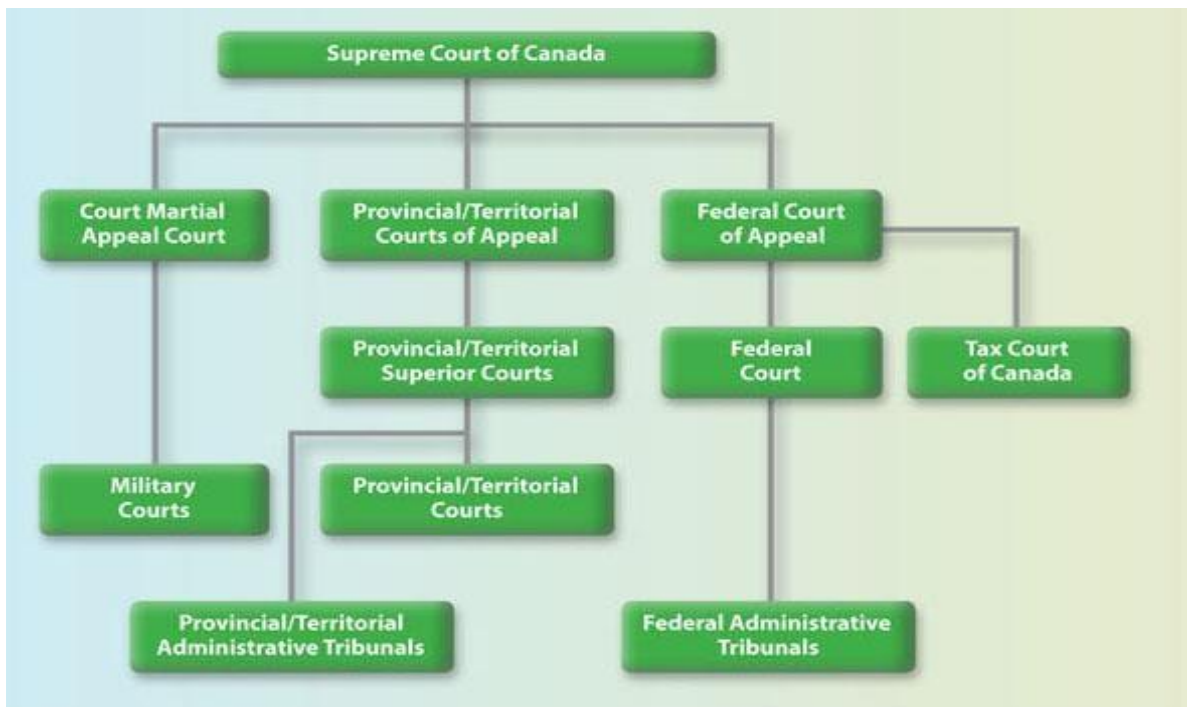 Supreme Court of Canada
Court Martial
Appeal Court
Provincial/Territorial
Courts of Appeal
Federal Court
of Appeal
Provincial/Territorial
Superior Courts
Federal
Court
Tax Court
of Canada
Military
Courts
Provincial/Territorial
Courts
Provincial/Territorial
Administrative Tribunals
Federal Administrative
Tribunals